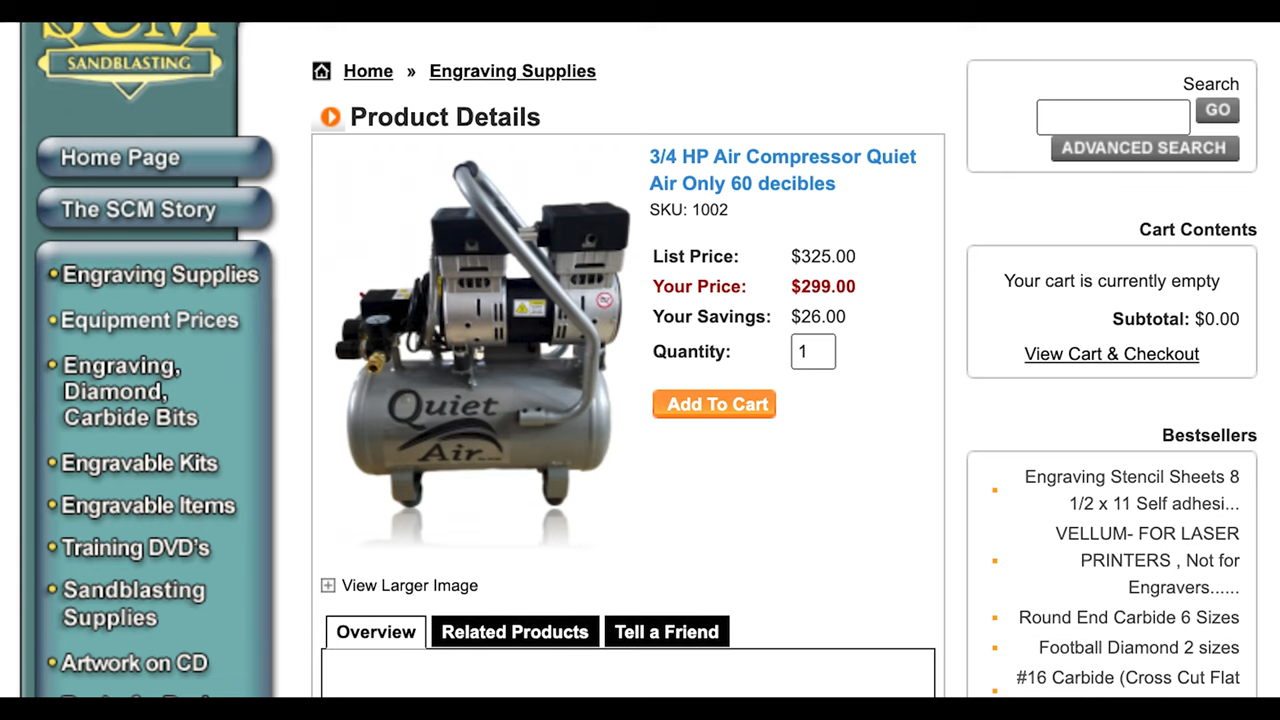 SCM
SANDBLASTING
Home Page
The SCM Story
Engraving Supplies
Equipment Prices
Engraving,
Diamond,
Carbide Bits
Engravable Kits
Engravable Items
Training DVD's
Sandblasting
Supplies
Artwork on CD
Home » Engraving Supplies
Product Details
Quiet
Air
3/4 HP Air Compressor Quiet
Air Only 60 decibles
SKU: 1002
List Price: $325.00
Your Price: $299.00
Your Savings: $26.00
Quantity: 1
Add To Cart
View Larger Image
Overview Related Products Tell a Friend
Search
GO
ADVANCED SEARCH
Cart Contents
Your cart is currently empty
Subtotal: $0.00
View Cart & Checkout
Bestsellers
Engraving Stencil Sheets 8
1/2 x 11 Self adhesi...
VELLUM- FOR LASER
PRINTERS , Not for
Engravers......
Round End Carbide 6 Sizes
Football Diamond 2 sizes
#16 Carbide (Cross Cut Flat